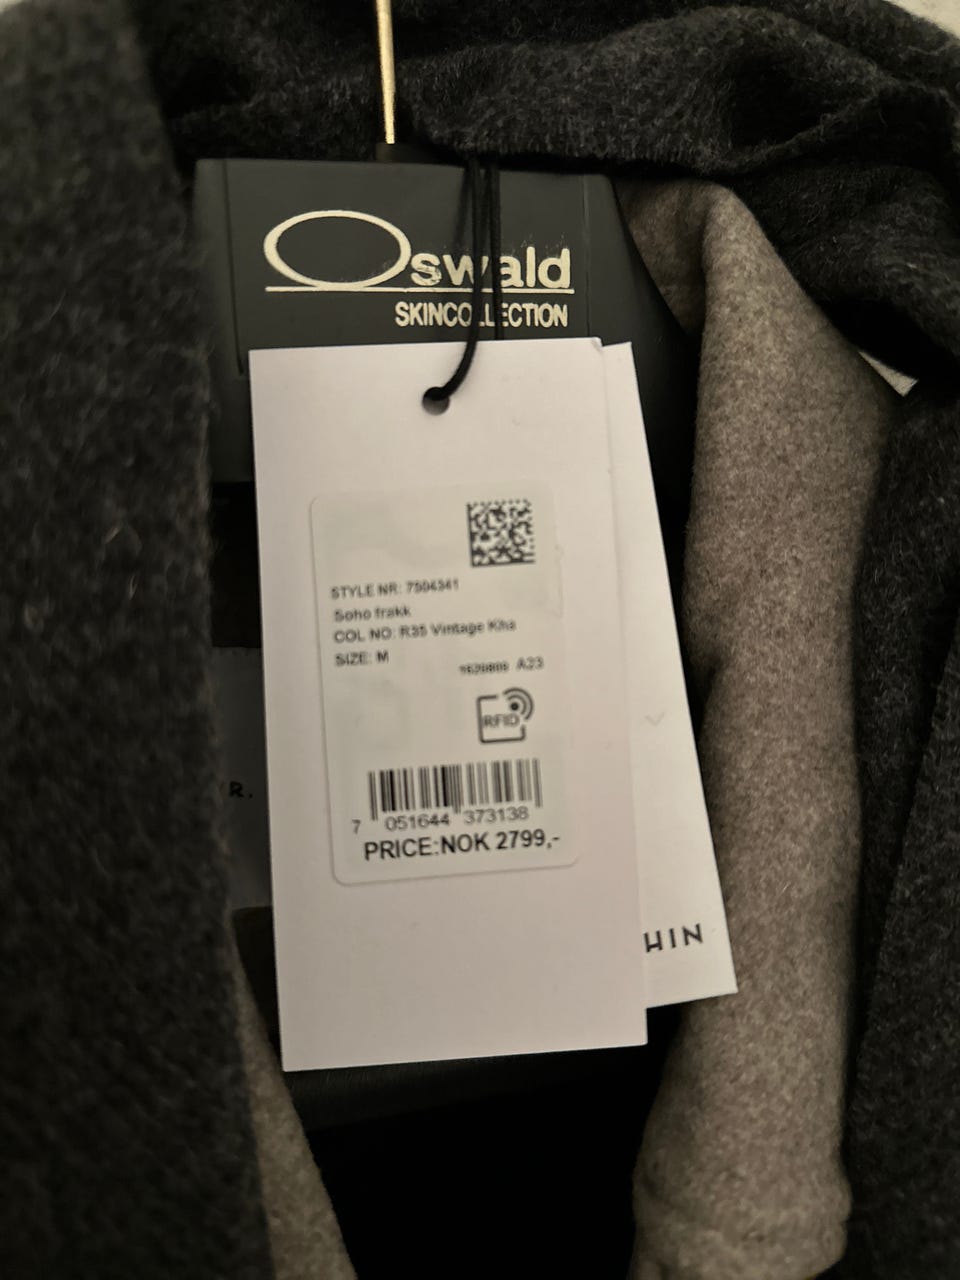 Oswald
SKINCOLLECTION
STYLE NR: 7504341
Soho frakk
COL NO: R35 Vintage Kha
SIZE: M
A23
RFID
7 051644 373138
PRICE:NOK 2799,-
R.
HIN